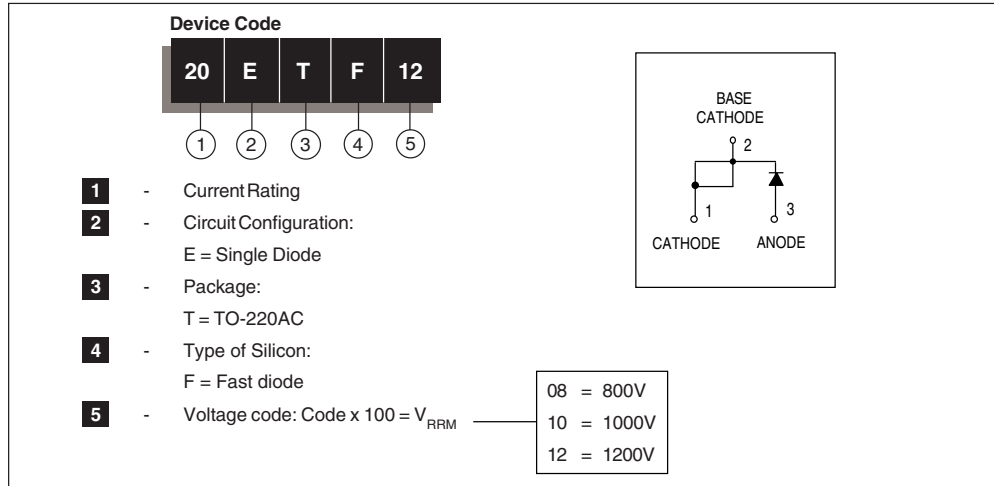 Device Code
20 E T F 12
1 2 3 4 5
1 - Current Rating
2 - Circuit Configuration:
E = Single Diode
3 - Package:
T = TO-220AC
4 - Type of Silicon:
F = Fast diode
5 - Voltage code: Code x 100 = VRRM
08 = 800V
10 = 1000V
12 = 1200V
BASE
CATHODE
2
1 3
CATHODE ANODE